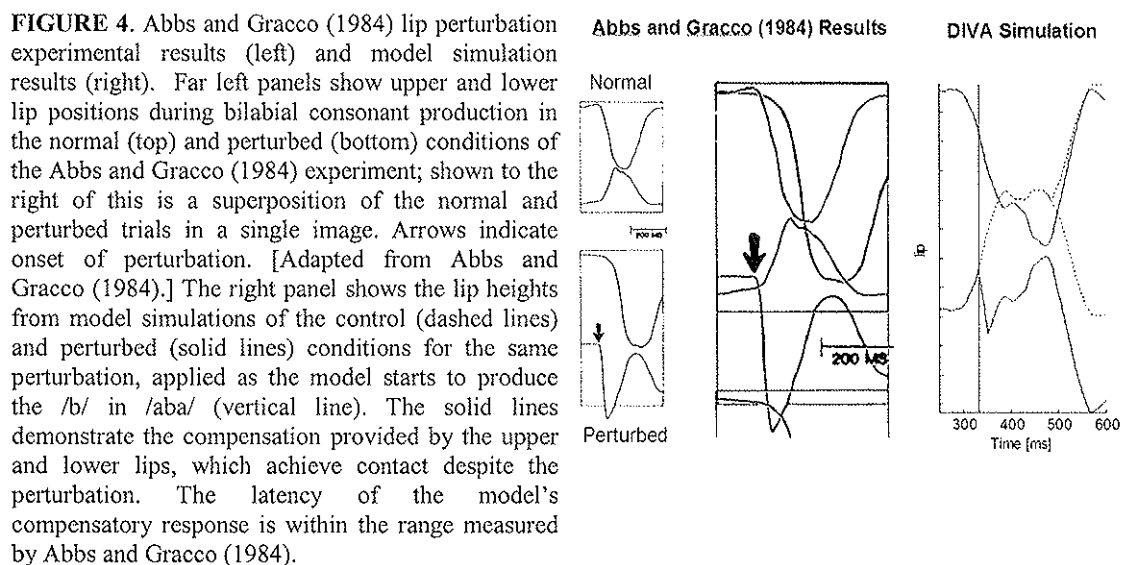 FIGURE 4. Abbs and Gracco (1984) lip perturbation
experimental results (left) and model simulation
results (right). Far left panels show upper and lower
lip positions during bilabial consonant production in
the normal (top) and perturbed (bottom) conditions of
the Abbs and Gracco (1984) experiment; shown to the
right of this is a superposition of the normal and
perturbed trials in a single image. Arrows indicate
onset of perturbation. [Adapted from Abbs and
Gracco (1984).] The right panel shows the lip heights
from model simulations of the control (dashed lines)
and perturbed (solid lines) conditions for the same
perturbation, applied as the model starts to produce
the /b/ in /aba/ (vertical line). The solid lines
demonstrate the compensation provided by the upper
and lower lips, which achieve contact despite the
perturbation. The latency of the model's
compensatory response is within the range measured
by Abbs and Gracco (1984).
Abbs and Gracco (1984) Results
Normal
200 MS
Perturbed
200 MS
DIVA Simulation
lip
300 400 500 600
Time [ms]